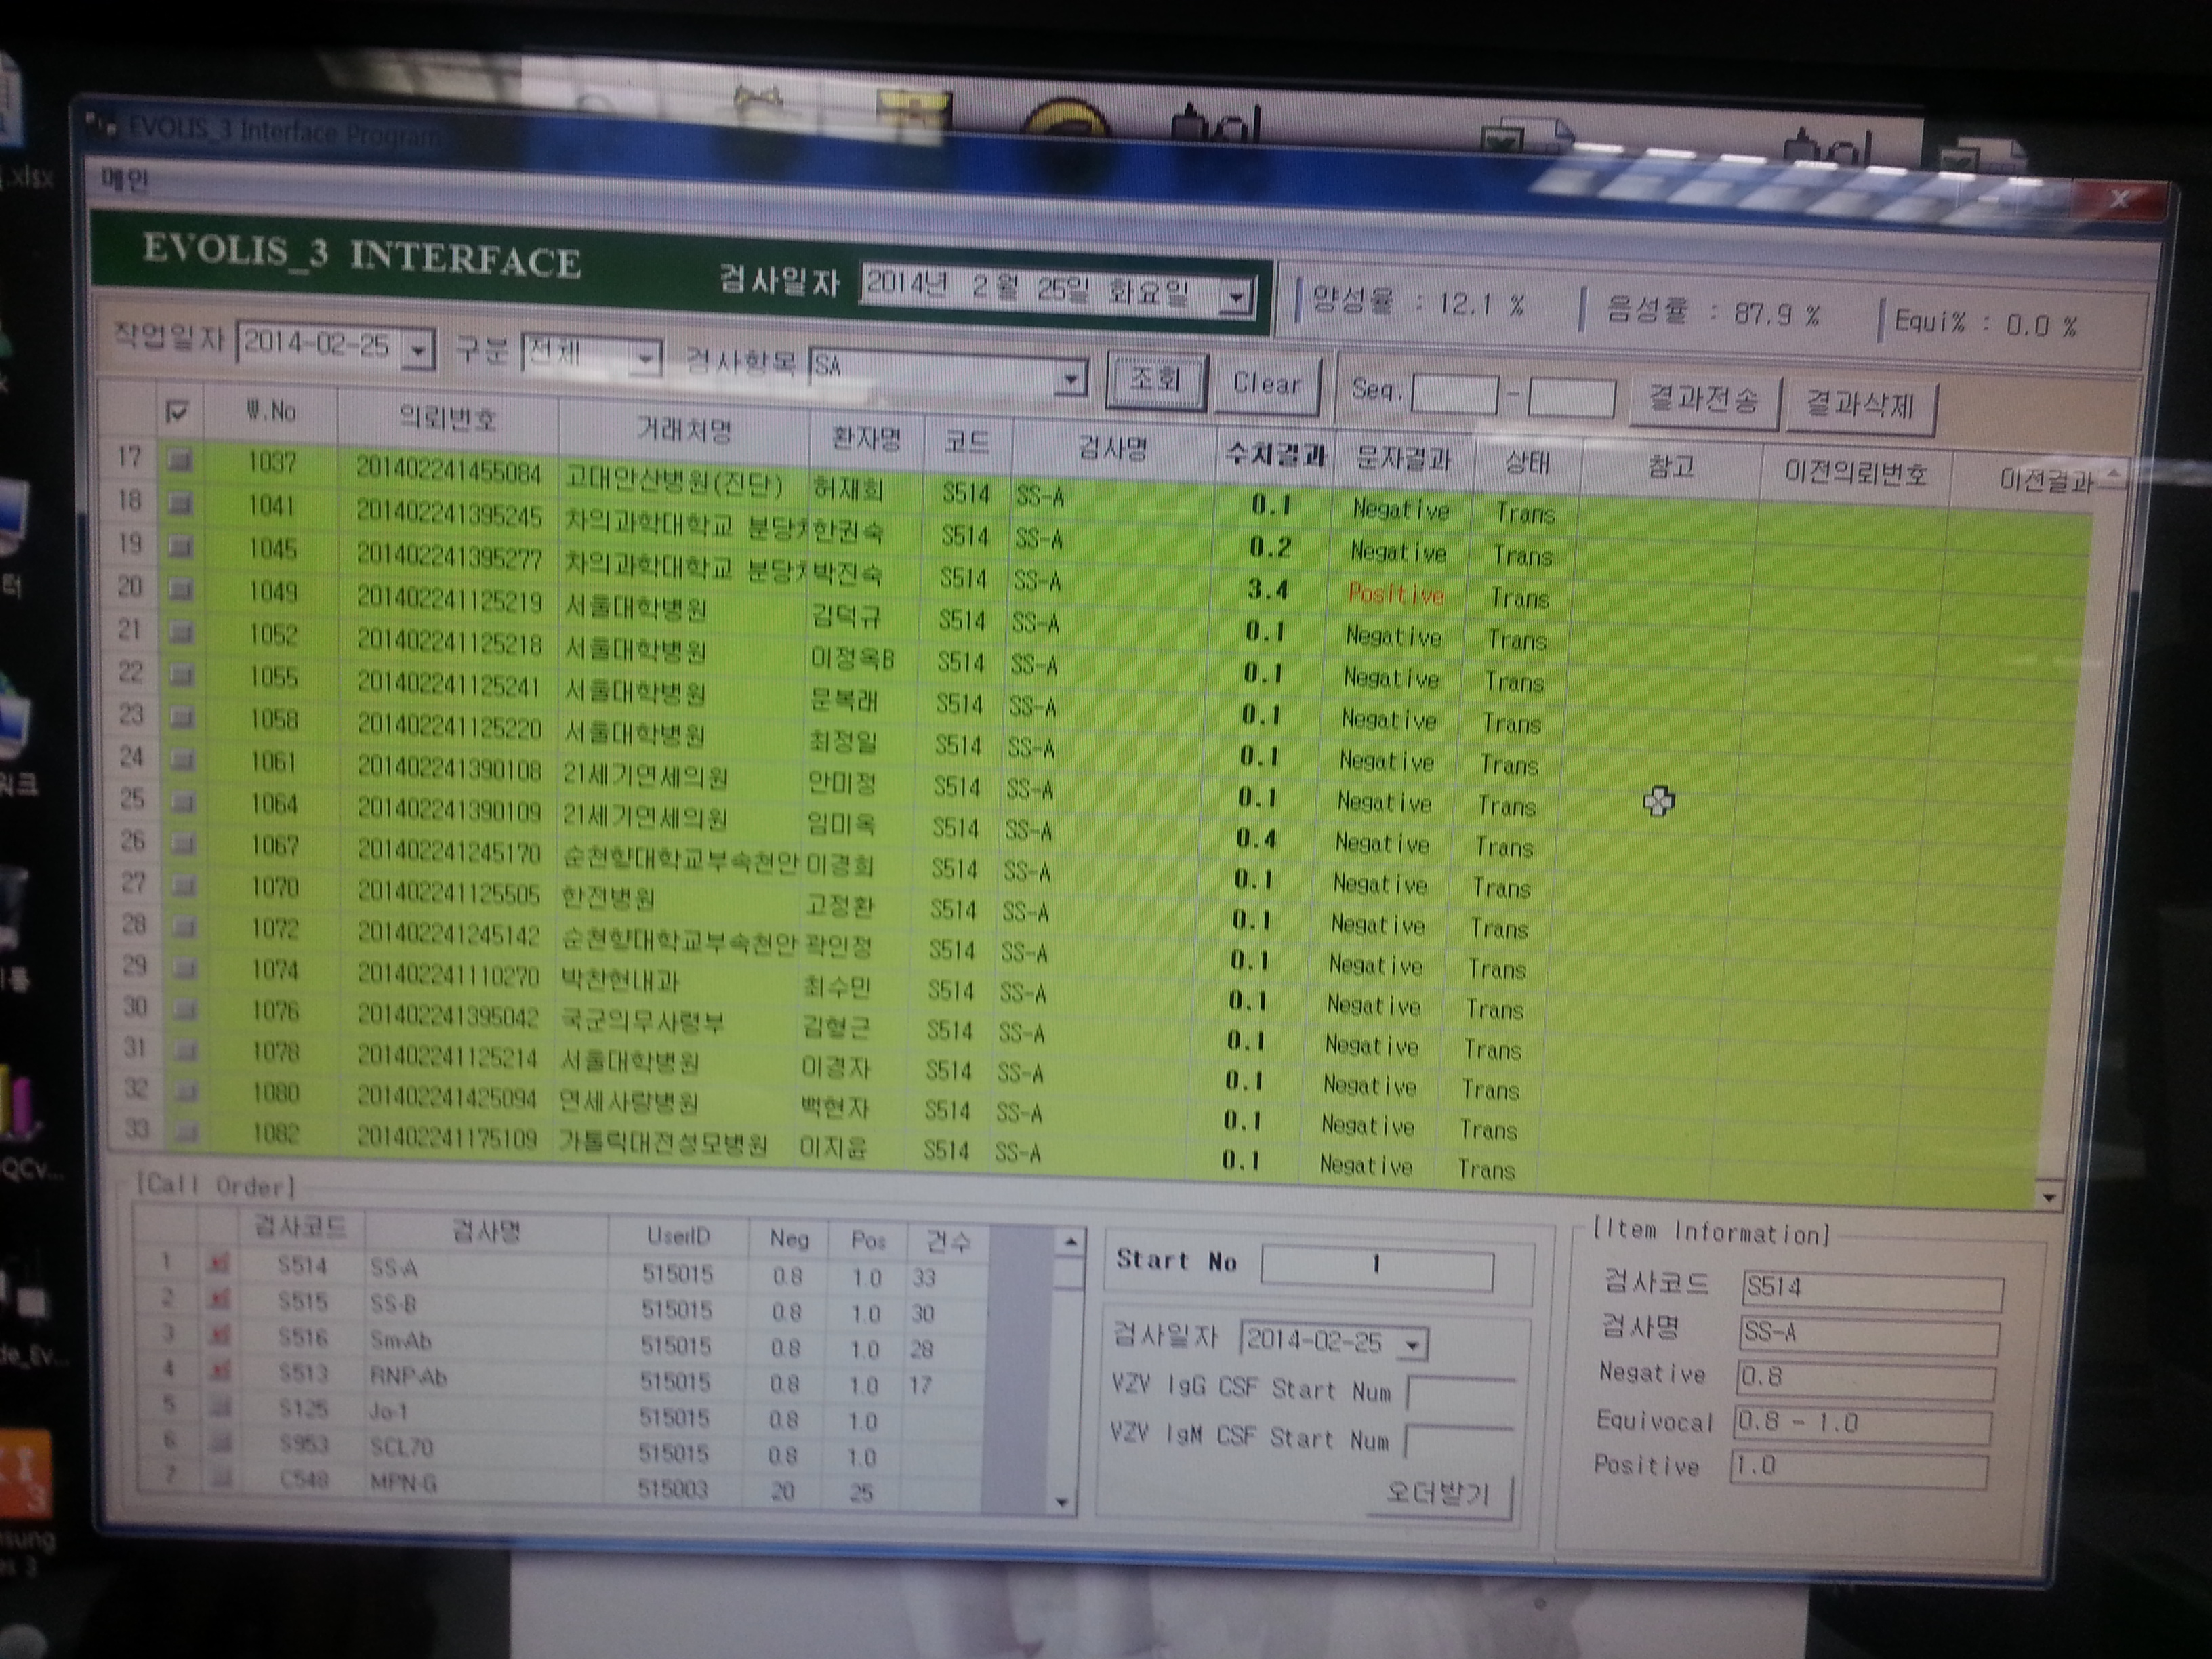 .xlsx
EVOLIS_3 Interface Program
메인
EVOLIS_3 INTERFACE 검사일자 2014년 2월 25일 화요일 양성율 : 12.1 % 음성율 : 87.9 % Equi% : 0.0 %
작업일자 2014-02-25 구분 전체 검사항목 SA 조회 Clear Seq. - 결과전송 결과삭제
W.No 의뢰번호 거래처명 환자명 코드 검사명 수치결과 문자결과 상태 참고 이전의뢰번호 이전결과
17 1037 201402241455084 고대안산병원(진단) 허재희 S514 SS-A 0.1 Negative Trans
18 1041 201402241395245 차의과학대학교 분당차 한권숙 S514 SS-A 0.2 Negative Trans
19 1045 201402241395277 차의과학대학교 분당차 박진숙 S514 SS-A 3.4 Positive Trans
20 1049 201402241125219 서울대학병원 김덕규 S514 SS-A 0.1 Negative Trans
21 1052 201402241125218 서울대학병원 이정옥B S514 SS-A 0.1 Negative Trans
22 1055 201402241125241 서울대학병원 문복래 S514 SS-A 0.1 Negative Trans
23 1058 201402241125220 서울대학병원 최정일 S514 SS-A 0.1 Negative Trans
24 1061 201402241390108 21세기연세의원 안미정 S514 SS-A 0.1 Negative Trans
25 1064 201402241390109 21세기연세의원 임미옥 S514 SS-A 0.4 Negative Trans
26 1067 201402241245170 순천향대학교부속천안 이경희 S514 SS-A 0.1 Negative Trans
27 1070 201402241125505 한전병원 고정환 S514 SS-A 0.1 Negative Trans
28 1072 201402241245142 순천향대학교부속천안 곽인정 S514 SS-A 0.1 Negative Trans
29 1074 201402241110270 박찬현내과 최수민 S514 SS-A 0.1 Negative Trans
30 1076 201402241395042 국군의무사령부 김형근 S514 SS-A 0.1 Negative Trans
31 1078 201402241125214 서울대학병원 이경자 S514 SS-A 0.1 Negative Trans
32 1080 201402241425094 연세사랑병원 백현자 S514 SS-A 0.1 Negative Trans
33 1082 201402241175109 가톨릭대전성모병원 이지윤 S514 SS-A 0.1 Negative Trans
[Call Order]
검사코드 검사명 UserID Neg Pos 건수
1 S514 SS-A 515015 0.8 1.0 33
2 S515 SS-B 515015 0.8 1.0 30
3 S516 Sm-Ab 515015 0.8 1.0 28
4 S513 RNP-Ab 515015 0.8 1.0 17
5 S125 Jo-1 515015 0.8 1.0
6 S953 SCL70 515015 0.8 1.0
7 C548 MPN-G 515003 20 25
Start No 1
검사일자 2014-02-25
VZV IgG CSF Start Num
VZV IgM CSF Start Num
오더받기
[Item Information]
검사코드 S514
검사명 SS-A
Negative 0.8
Equivocal 0.8 - 1.0
Positive 1.0